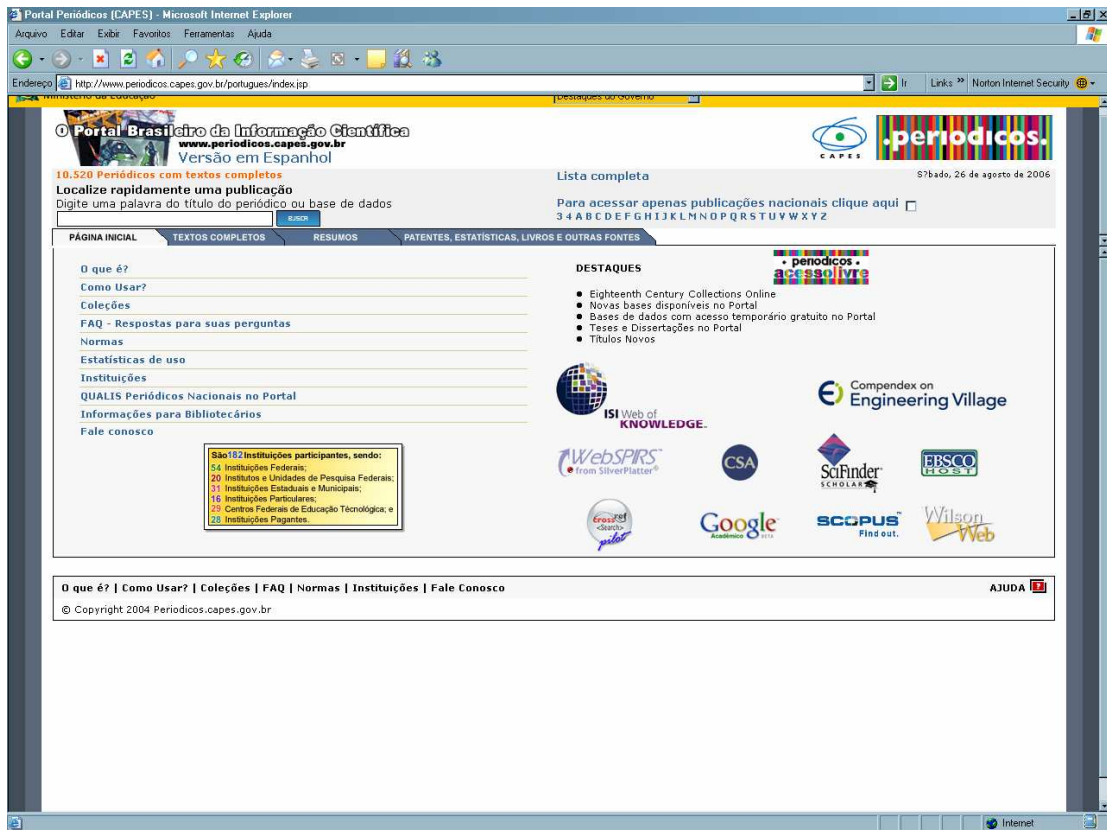 Portal Periódicos (CAPES) - Microsoft Internet Explorer
Arquivo Editar Exibir Favoritos Ferramentas Ajuda
Endereço http://www.periodicos.capes.gov.br/portugues/index.jsp Ir Links » Norton Internet Security
Ministério da Educação Destaques do Governo
O Portal Brasileiro da Informação Científica
www.periodicos.capes.gov.br
Versão em Espanhol
CAPES .periodicos.
10.520 Periódicos com textos completos Lista completa S?bado, 26 de agosto de 2006
Localize rapidamente uma publicação
Digite uma palavra do título do periódico ou base de dados Para acessar apenas publicações nacionais clique aqui
BUSCAR 3 4 A B C D E F G H I J K L M N O P Q R S T U V W X Y Z
PÁGINA INICIAL TEXTOS COMPLETOS RESUMOS PATENTES, ESTATÍSTICAS, LIVROS E OUTRAS FONTES
O que é?
Como Usar?
Coleções
FAQ - Respostas para suas perguntas
Normas
Estatísticas de uso
Instituições
QUALIS Periódicos Nacionais no Portal
Informações para Bibliotecários
Fale conosco
São 182 Instituições participantes, sendo:
54 Instituições Federais;
20 Institutos e Unidades de Pesquisa Federais;
31 Instituições Estaduais e Municipais;
16 Instituições Particulares;
29 Centros Federais de Educação Técnológica; e
28 Instituições Pagantes.
DESTAQUES
• periodicos •
acessolivre
Eighteenth Century Collections Online
Novas bases disponíveis no Portal
Bases de dados com acesso temporário gratuito no Portal
Teses e Dissertações no Portal
Títulos Novos
ISI Web of
KNOWLEDGE
Compendex on
Engineering Village
WebSPIRS
from SilverPlatter
CSA
SciFinder
SCHOLAR
EBSCO
HOST
Crossref
<Search>
pilot
Google
Acadêmico BETA
SCOPUS
Find out.
Wilson
Web
O que é? | Como Usar? | Coleções | FAQ | Normas | Instituições | Fale Conosco AJUDA
© Copyright 2004 Periodicos.capes.gov.br
Internet